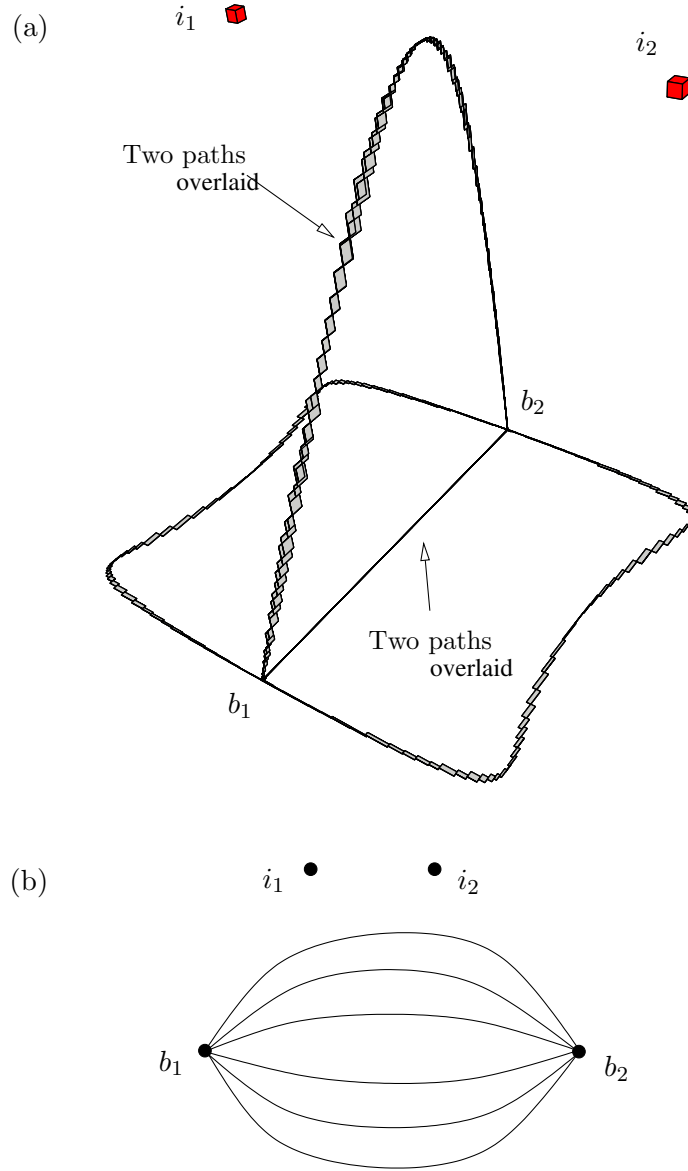 (a)
i₁
i₂
Two paths
overlaid
b₂
Two paths
overlaid
b₁
(b)
i₁
i₂
b₁
b₂